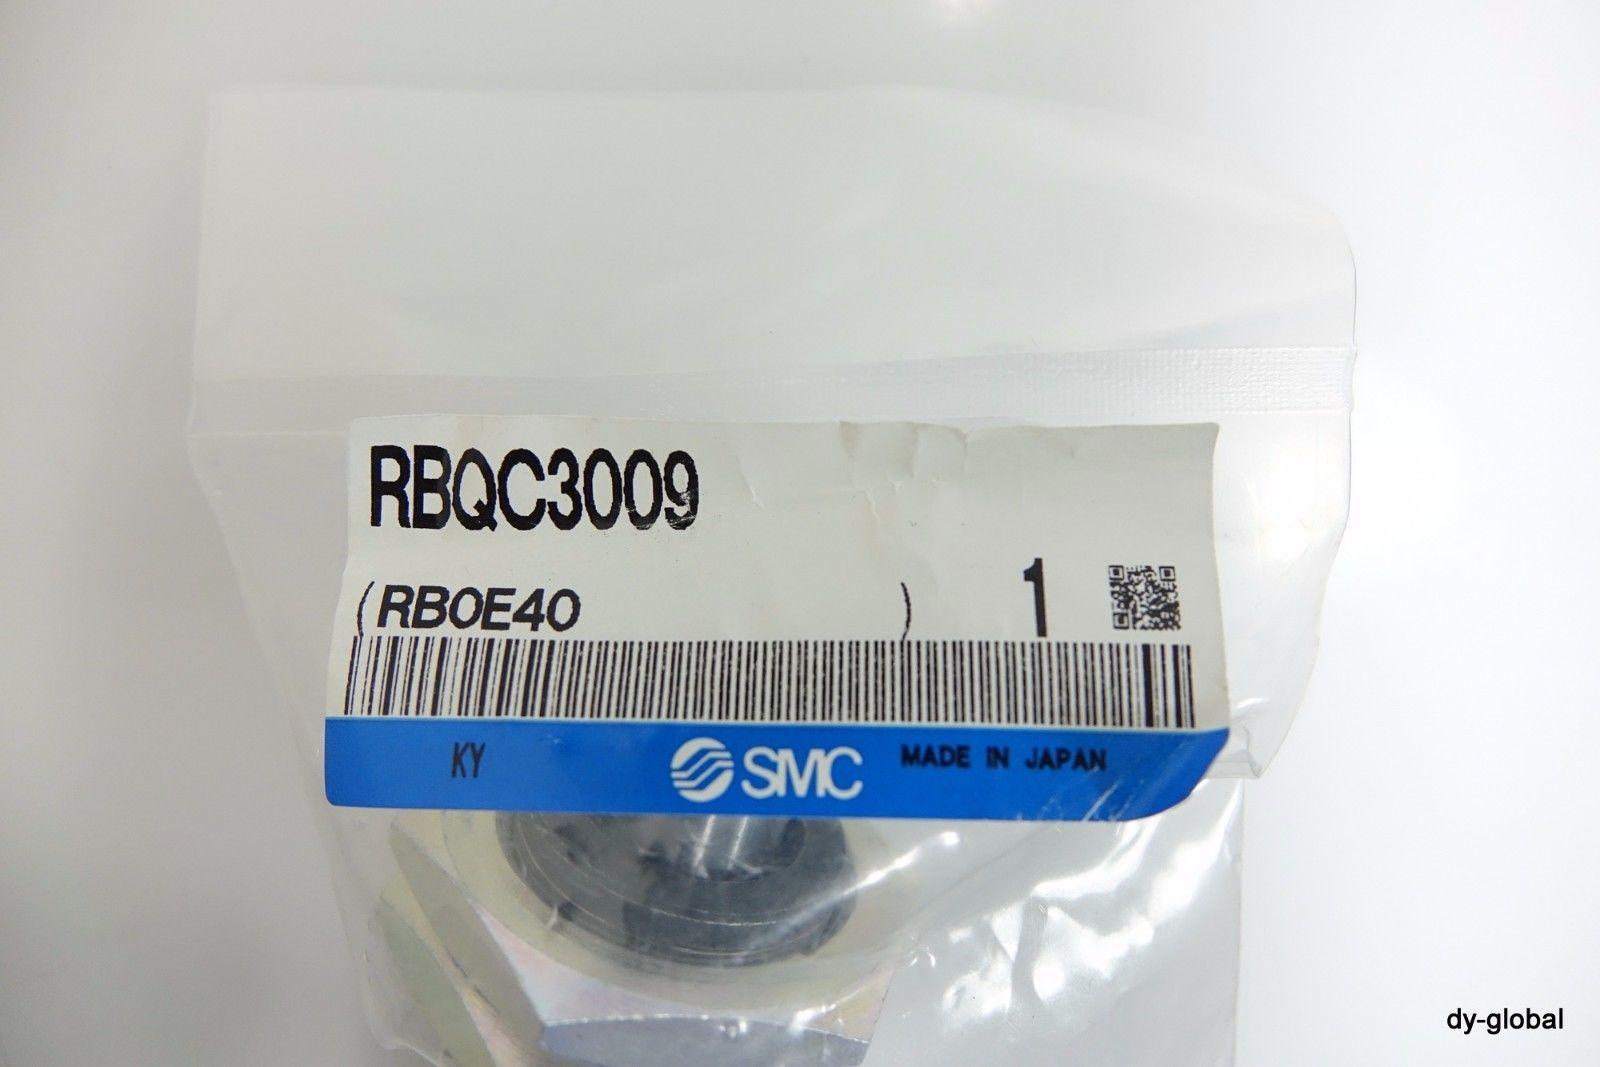 RBQC3009
(RB0E40)
1
KY
SMC
MADE IN JAPAN
dy-global